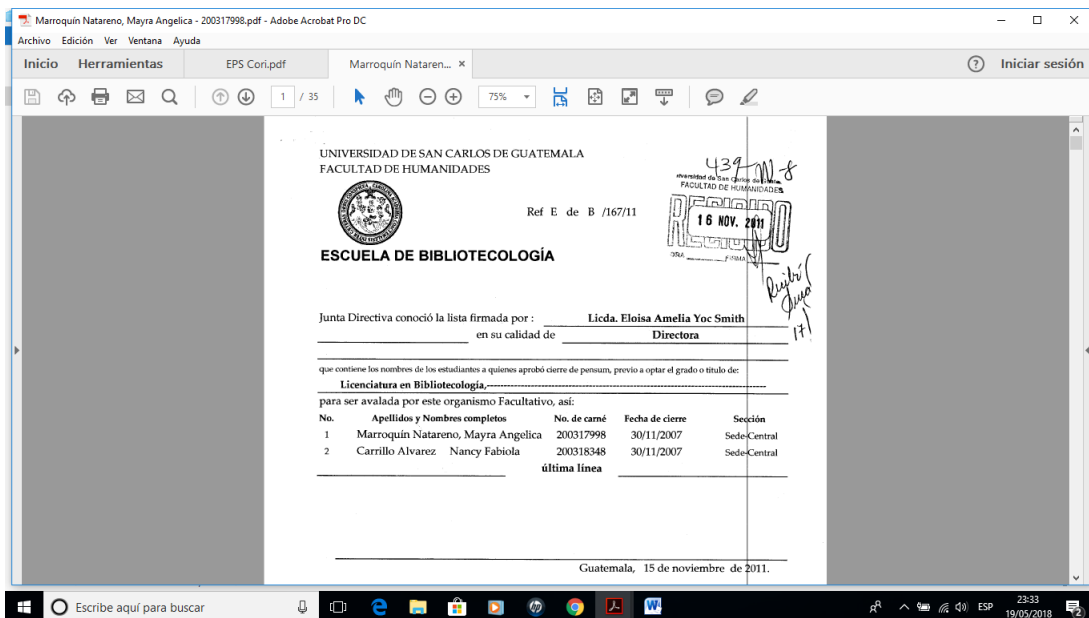 Marroquín Natareno, Mayra Angelica - 200317998.pdf - Adobe Acrobat Pro DC
Archivo Edición Ver Ventana Ayuda
Inicio Herramientas EPS Cori.pdf Marroquín Nataren... × Iniciar sesión
1 / 35 75%
UNIVERSIDAD DE SAN CARLOS DE GUATEMALA
FACULTAD DE HUMANIDADES
439
FACULTAD DE HUMANIDADES
Ref E de B /167/11
RECIBIDO
16 NOV. 2011
FIRMA
ESCUELA DE BIBLIOTECOLOGÍA
Recibí
17
Junta Directiva conoció la lista firmada por : Licda. Eloisa Amelia Yoc Smith
en su calidad de Directora
que contiene los nombres de los estudiantes a quienes aprobó cierre de pensum, previo a optar el grado o título de:
Licenciatura en Bibliotecología,
para ser avalada por este organismo Facultativo, así:
No. Apellidos y Nombres completos No. de carné Fecha de cierre Sección
1 Marroquín Natareno, Mayra Angelica 200317998 30/11/2007 Sede-Central
2 Carrillo Alvarez Nancy Fabiola 200318348 30/11/2007 Sede-Central
última línea
Guatemala, 15 de noviembre de 2011.
Escribe aquí para buscar ESP 23:33
19/05/2018